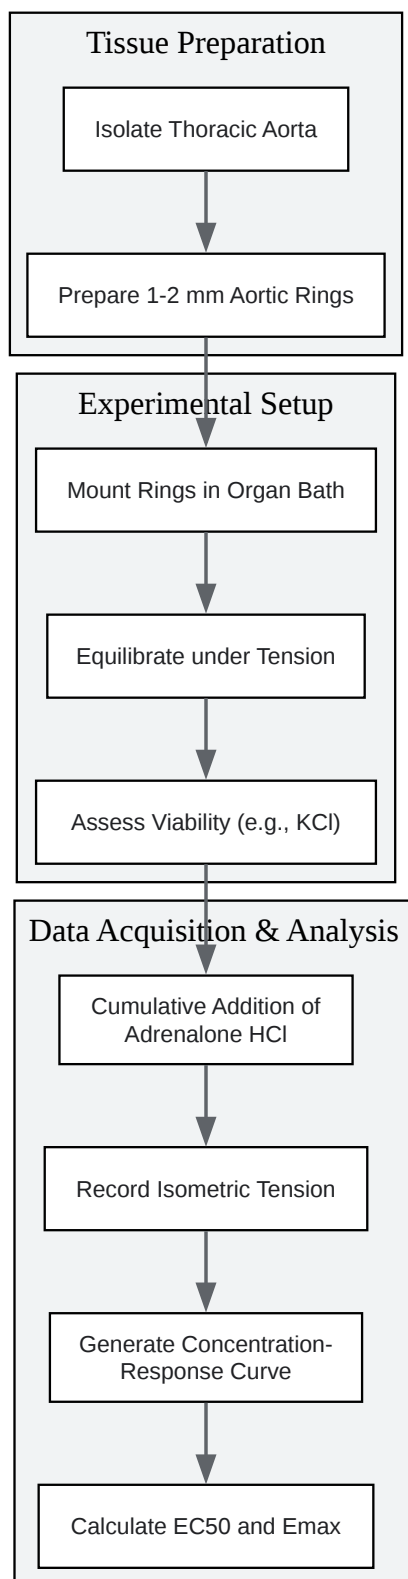 Tissue Preparation
Isolate Thoracic Aorta
Prepare 1-2 mm Aortic Rings
Experimental Setup
Mount Rings in Organ Bath
Equilibrate under Tension
Assess Viability (e.g., KCl)
Data Acquisition & Analysis
Cumulative Addition of
Adrenalone HCl
Record Isometric Tension
Generate Concentration-
Response Curve
Calculate EC50 and Emax